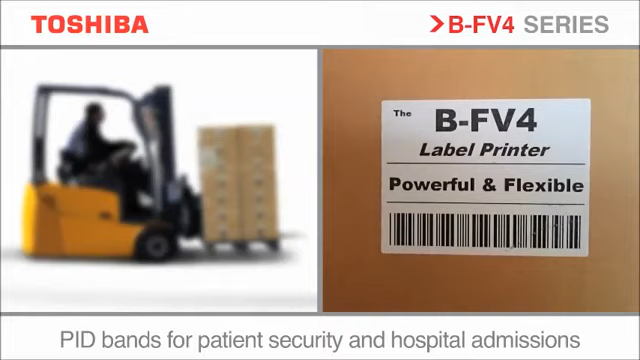 TOSHIBA
B-FV4 SERIES
The
B-FV4
Label Printer
Powerful & Flexible
PID bands for patient security and hospital admissions